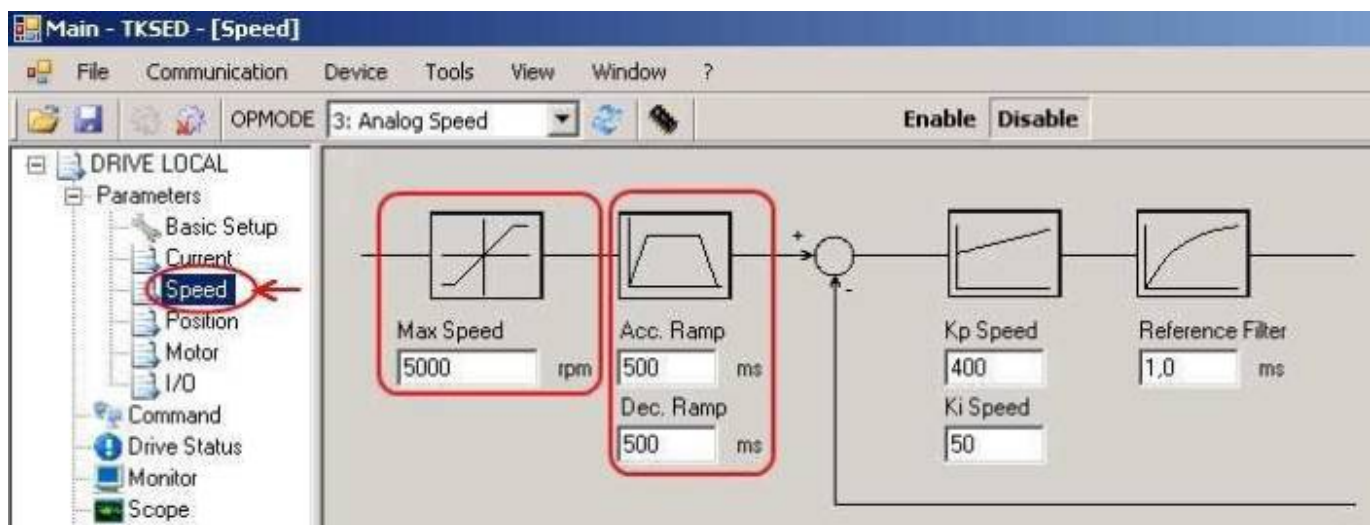 Main - TKSED - [Speed]
File Communication Device Tools View Window ?
OPMODE 3: Analog Speed Enable Disable
DRIVE LOCAL
Parameters
Basic Setup
Current
Speed
Position
Motor
I/O
Command
Drive Status
Monitor
Scope
Max Speed
5000 rpm
Acc. Ramp
500 ms
Dec. Ramp
500 ms
+
-
Kp Speed
400
Ki Speed
50
Reference Filter
1,0 ms